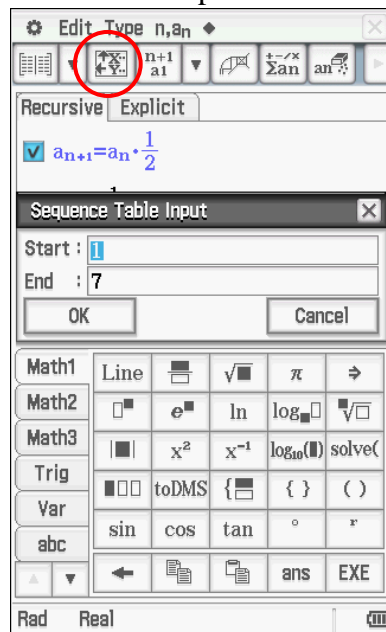 Edit Type n,an ◆
X: Y: n+1 a1 +-/× Σan an
Recursive Explicit
an+1=an·1/2
1
Sequence Table Input
Start : 1
End : 7
OK Cancel
Math1 Line √■ π ⇒
Math2 □■ e■ ln log■□ ■√□
Math3 |■| x² x⁻¹ log10(■) solve(
Trig ■□□ toDMS { { } ( )
Var sin cos tan ° r
abc
ans EXE
Rad Real